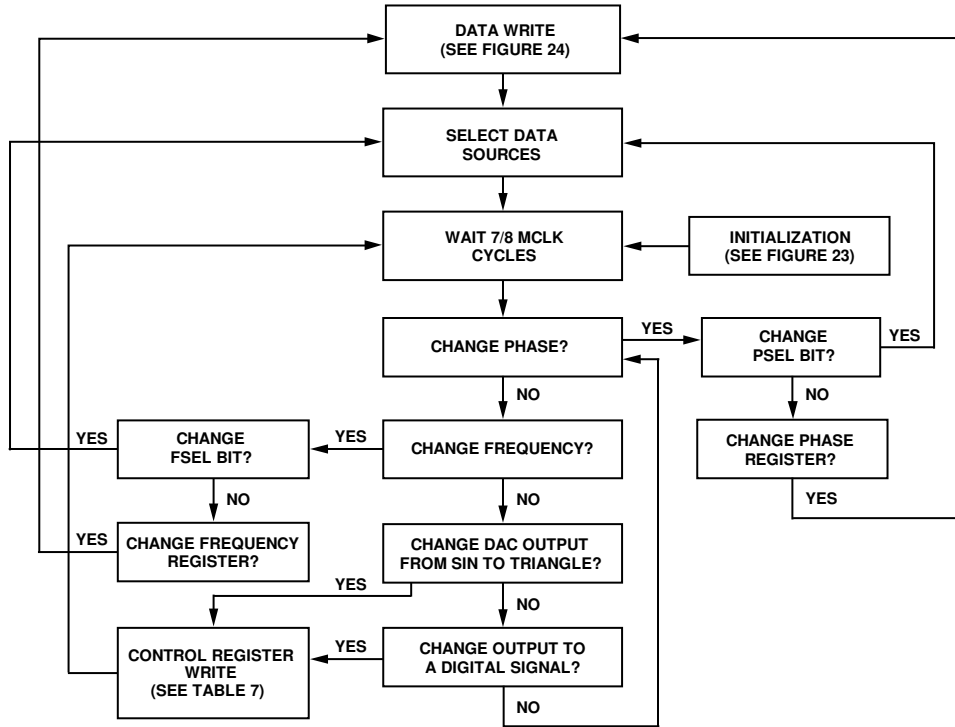 DATA WRITE
(SEE FIGURE 24)
SELECT DATA
SOURCES
WAIT 7/8 MCLK
CYCLES
INITIALIZATION
(SEE FIGURE 23)
CHANGE PHASE?
YES
CHANGE
PSEL BIT?
YES
NO
NO
YES
CHANGE
FSEL BIT?
YES
CHANGE FREQUENCY?
CHANGE PHASE
REGISTER?
NO
NO
YES
YES
CHANGE FREQUENCY
REGISTER?
CHANGE DAC OUTPUT
FROM SIN TO TRIANGLE?
YES
NO
CONTROL REGISTER
WRITE
(SEE TABLE 7)
YES
CHANGE OUTPUT TO
A DIGITAL SIGNAL?
NO